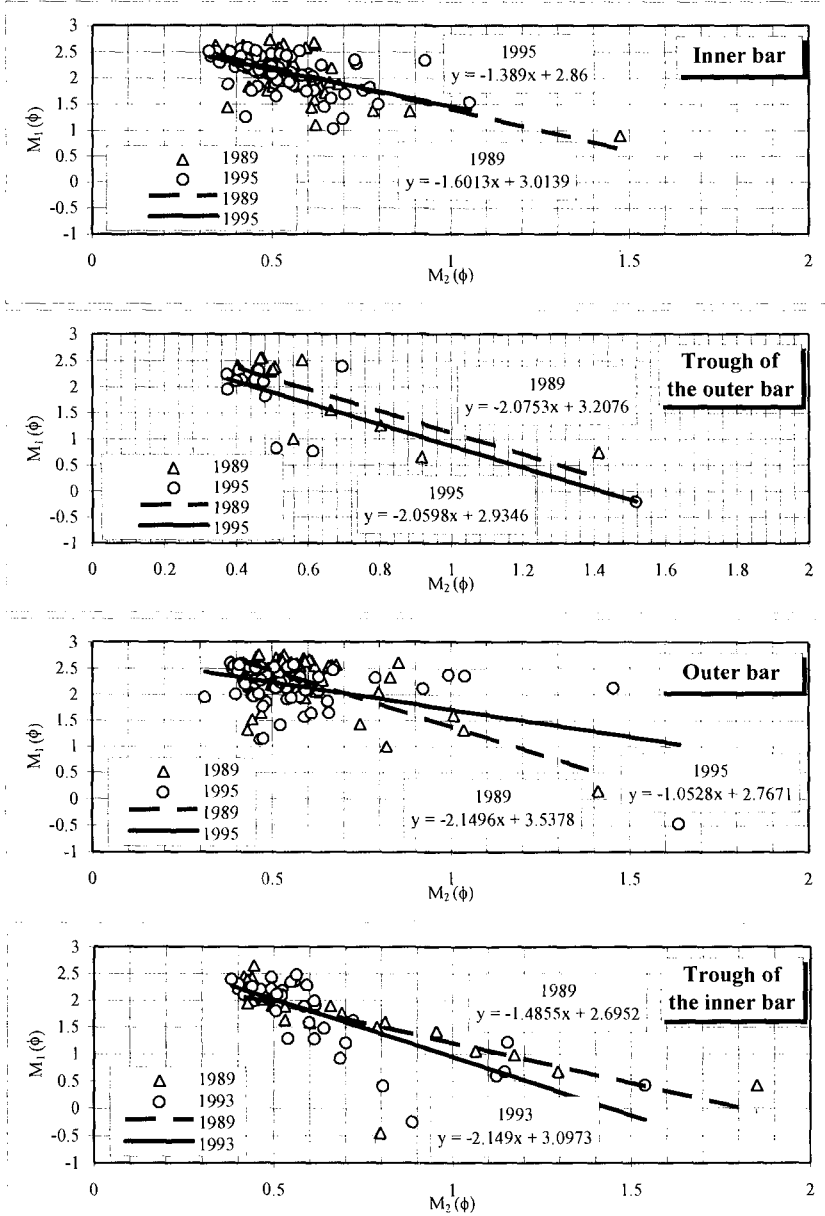 3
2.5
2
1.5
1
0.5
0
-0.5
-1
M1(ϕ)
1995
y = -1.389x + 2.86
Inner bar
1989
y = -1.6013x + 3.0139
1989
1995
1989
1995
0 0.5 1 1.5 2
M2(ϕ)
3
2.5
2
1.5
1
0.5
0
-0.5
-1
M1(ϕ)
Trough of
the outer bar
1989
y = -2.0753x + 3.2076
1995
y = -2.0598x + 2.9346
1989
1995
1989
1995
0 0.2 0.4 0.6 0.8 1 1.2 1.4 1.6 1.8 2
M2(ϕ)
3
2.5
2
1.5
1
0.5
0
-0.5
-1
M1(ϕ)
Outer bar
1989
y = -2.1496x + 3.5378
1995
y = -1.0528x + 2.7671
1989
1995
1989
1995
0 0.5 1 1.5 2
M2(ϕ)
3
2.5
2
1.5
1
0.5
0
-0.5
-1
M1(ϕ)
Trough of
the inner bar
1989
y = -1.4855x + 2.6952
1993
y = -2.149x + 3.0973
1989
1993
1989
1993
0 0.5 1 1.5 2
M2(ϕ)